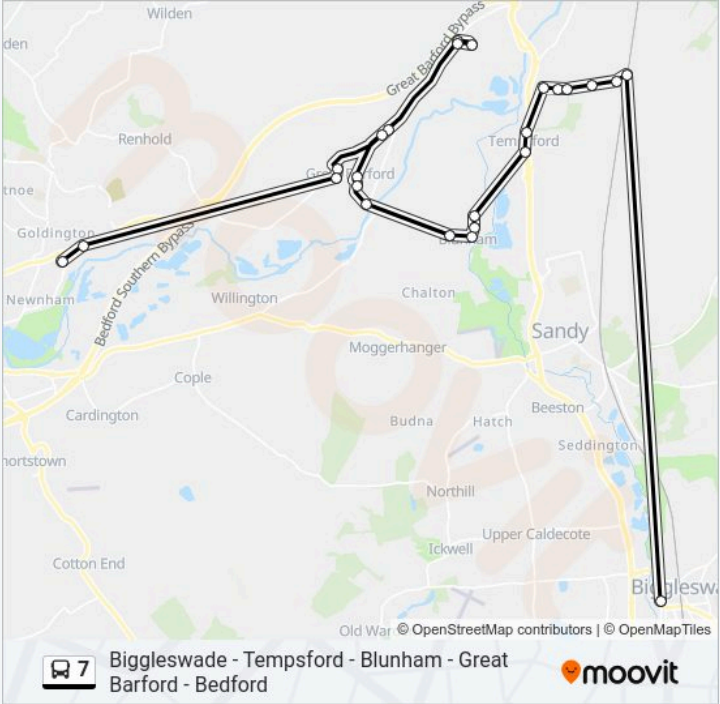 Wilden
den
Great Barford Bypass
Renhold
Tempsford
tnoe
Great Barford
Goldington
Bedford Southern Bypass
Blunham
Newnham
Willington
Chalton
Sandy
Moggerhanger
Cople
Beeston
Cardington
Budna
Hatch
Seddington
hortstown
Northill
Upper Caldecote
Ickwell
Cotton End
Biggleswa
Old War
© OpenStreetMap contributors | © OpenMapTiles
7
Biggleswade - Tempsford - Blunham - Great
Barford - Bedford
moovit